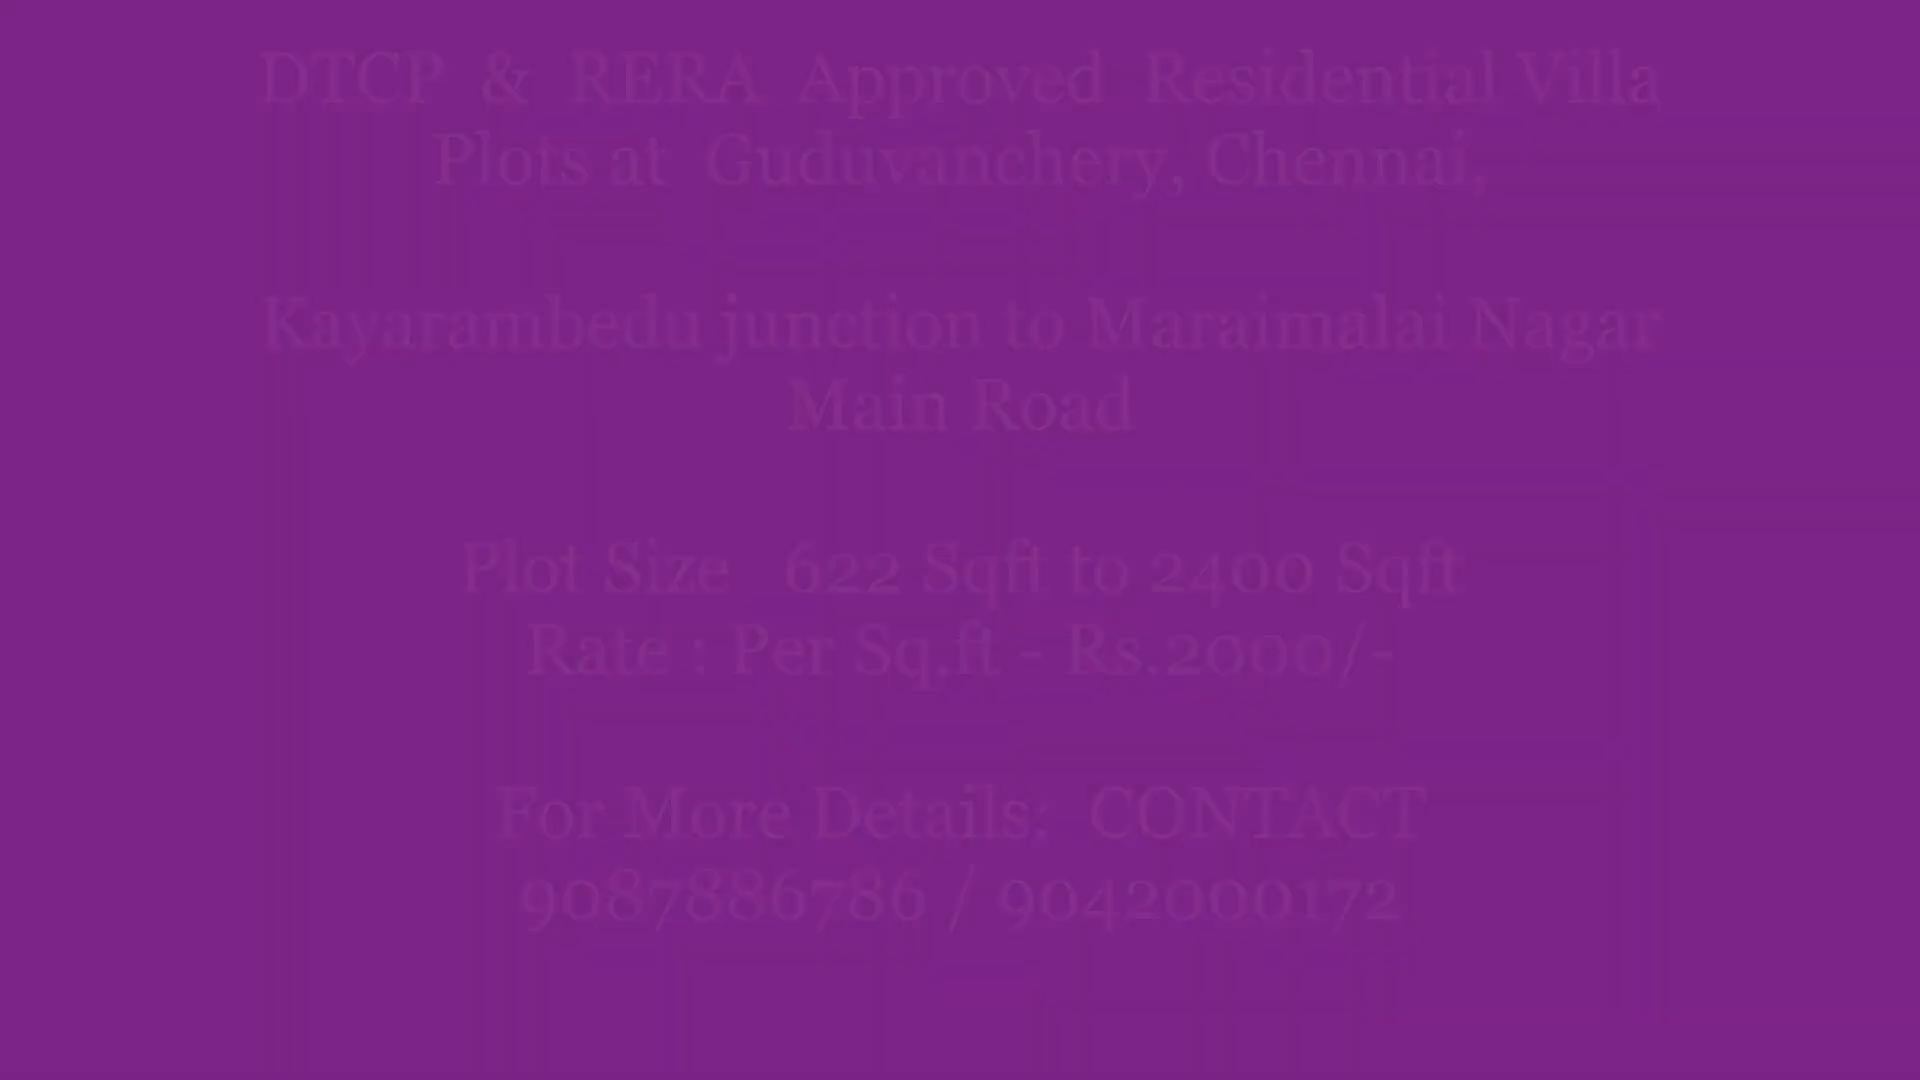 DTCP & RERA Approved Residential Villa
Plots at Guduvanchery, Chennai,
Kayarambedu junction to Maraimalai Nagar
Main Road
Plot Size 622 Sqft to 2400 Sqft
Rate : Per Sq.ft - Rs.2000/-
For More Details: CONTACT
9087886786 / 9042000172